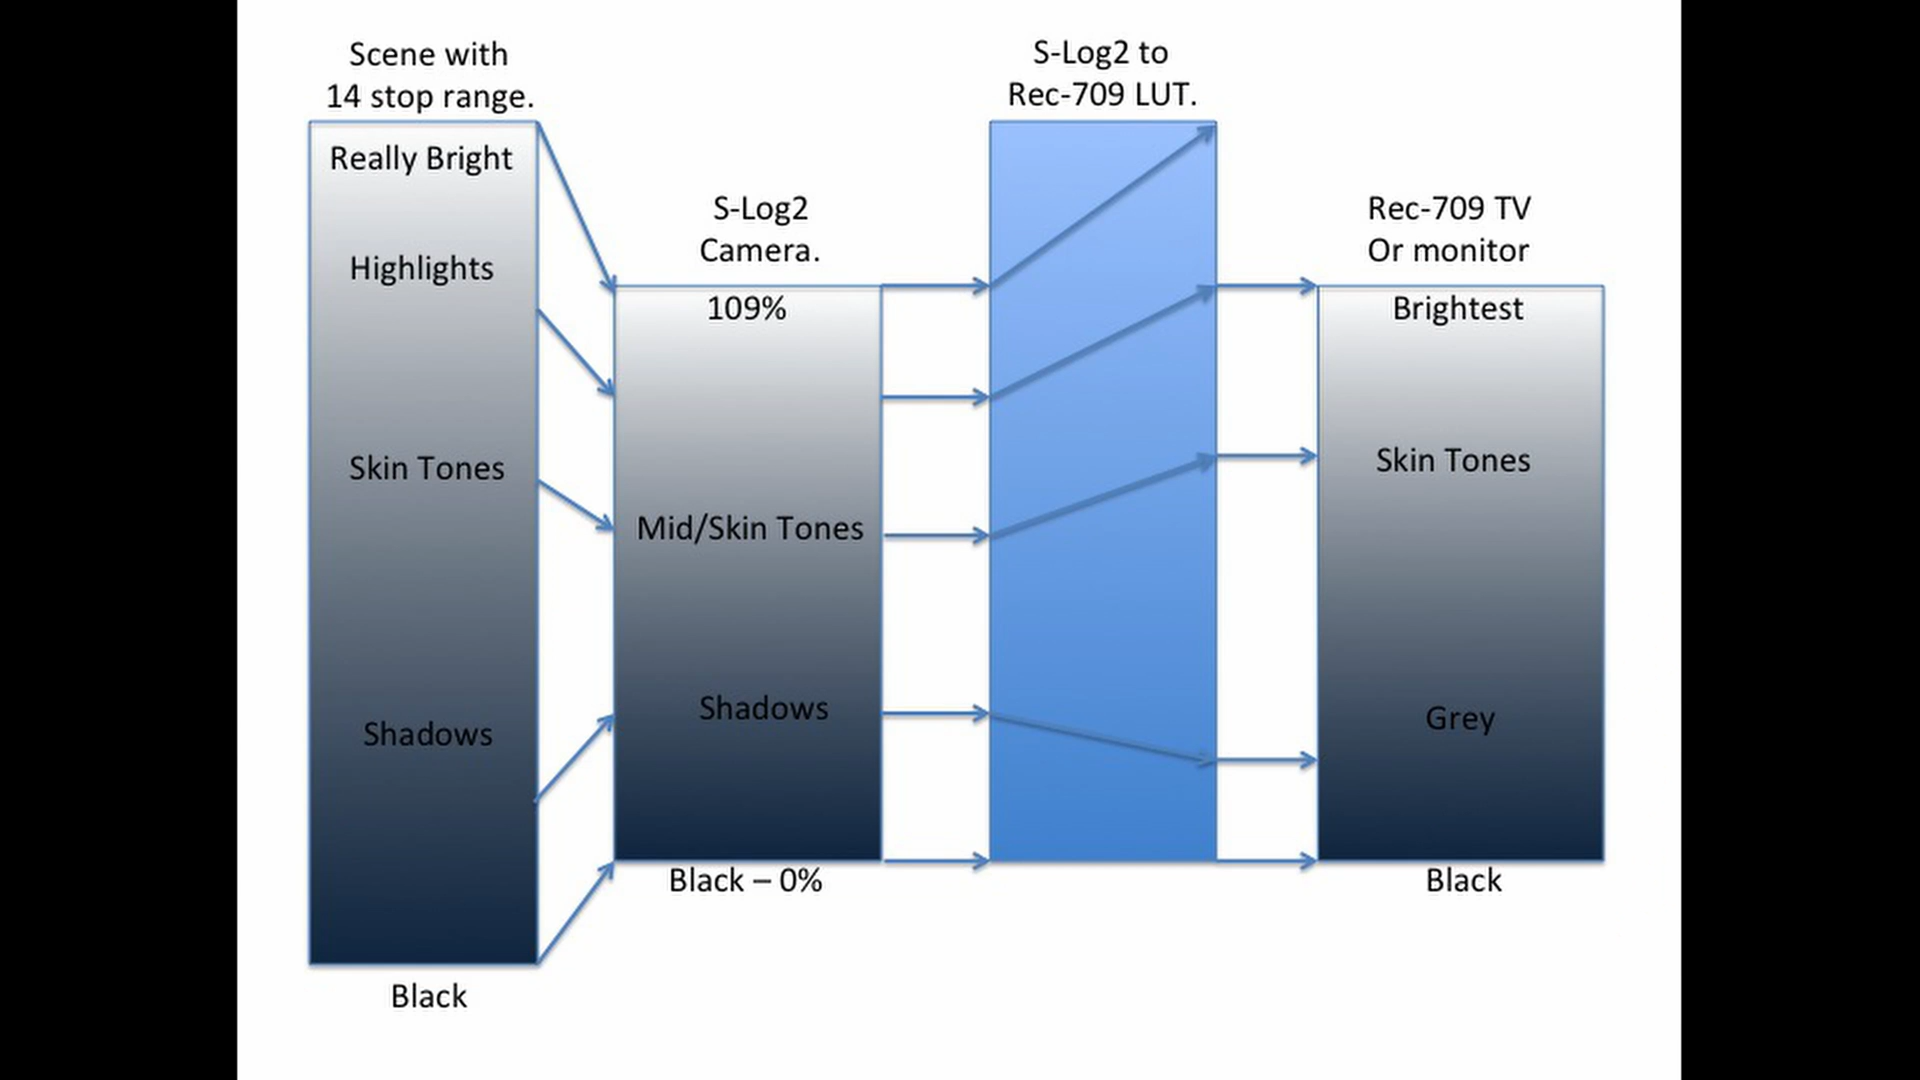 Scene with
14 stop range.
Really Bright
Highlights
Skin Tones
Shadows
Black
S-Log2
Camera.
109%
Mid/Skin Tones
Shadows
Black – 0%
S-Log2 to
Rec-709 LUT.
Rec-709 TV
Or monitor
Brightest
Skin Tones
Grey
Black